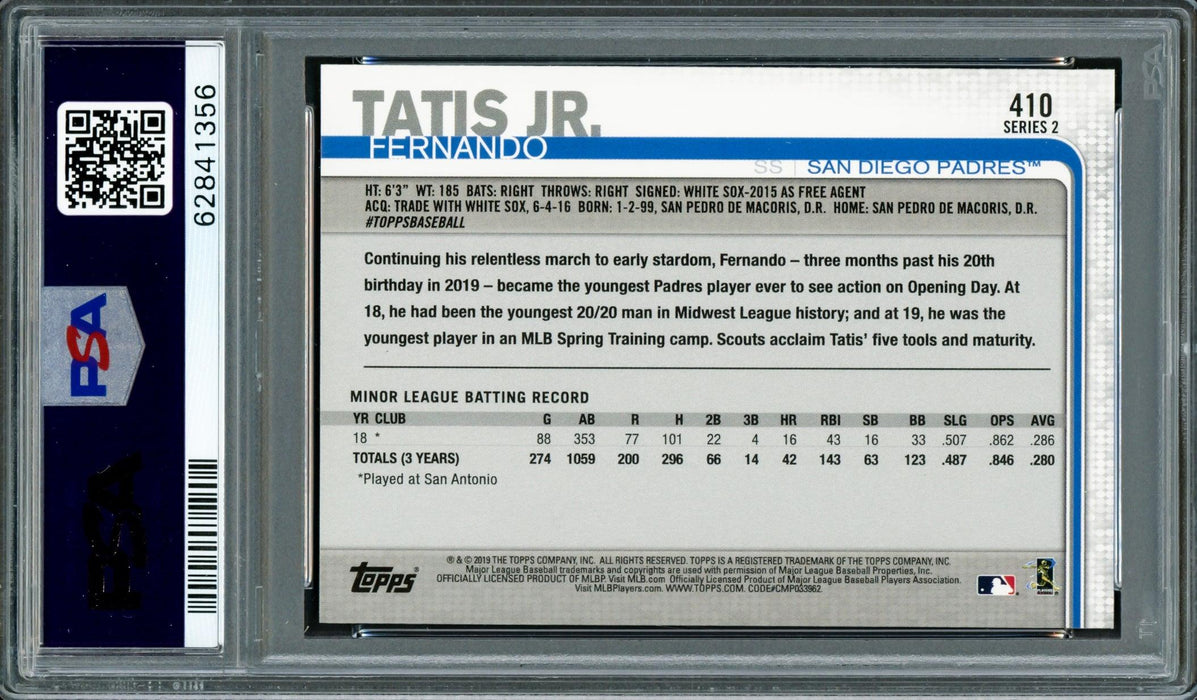 62841356
PSA
PSA
TATIS JR.
FERNANDO
410
SERIES 2
SS | SAN DIEGO PADRES™
HT: 6'3" WT: 185 BATS: RIGHT THROWS: RIGHT SIGNED: WHITE SOX-2015 AS FREE AGENT
ACQ: TRADE WITH WHITE SOX, 6-4-16 BORN: 1-2-99, SAN PEDRO DE MACORIS, D.R. HOME: SAN PEDRO DE MACORIS, D.R.
#TOPPSBASEBALL
Continuing his relentless march to early stardom, Fernando – three months past his 20th
birthday in 2019 – became the youngest Padres player ever to see action on Opening Day. At
18, he had been the youngest 20/20 man in Midwest League history; and at 19, he was the
youngest player in an MLB Spring Training camp. Scouts acclaim Tatis' five tools and maturity.
MINOR LEAGUE BATTING RECORD
YR CLUB G AB R H 2B 3B HR RBI SB BB SLG OPS AVG
18 * 88 353 77 101 22 4 16 43 16 33 .507 .862 .286
TOTALS (3 YEARS) 274 1059 200 296 66 14 42 143 63 123 .487 .846 .280
*Played at San Antonio
Topps®
® & © 2019 THE TOPPS COMPANY, INC. ALL RIGHTS RESERVED. TOPPS IS A REGISTERED TRADEMARK OF THE TOPPS COMPANY, INC.
Major League Baseball trademarks and copyrights are used with permission of Major League Baseball Properties, Inc.
OFFICIALLY LICENSED PRODUCT OF MLBP. Visit MLB.com Officially Licensed Product of Major League Baseball Players Association.
Visit MLBPlayers.com. WWW.TOPPS.COM. CODE#CMP033962.
PSA